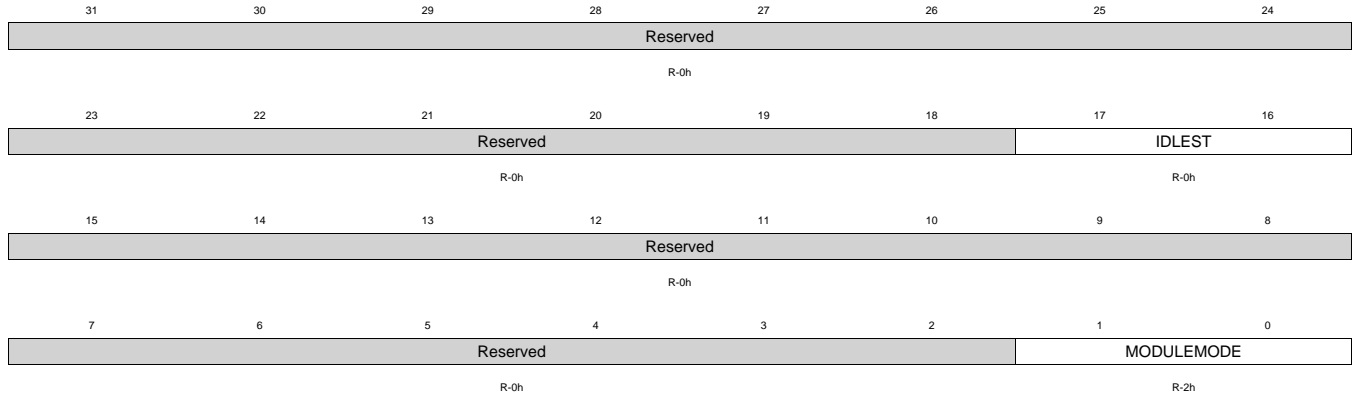 31 30 29 28 27 26 25 24
Reserved
R-0h
23 22 21 20 19 18 17 16
Reserved IDLEST
R-0h R-0h
15 14 13 12 11 10 9 8
Reserved
R-0h
7 6 5 4 3 2 1 0
Reserved MODULEMODE
R-0h R-2h